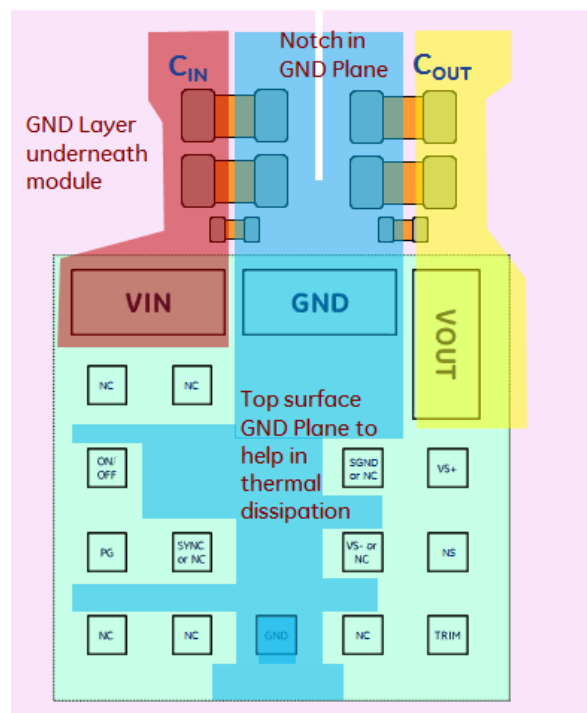 Notch in
GND Plane
CIN
COUT
GND Layer
underneath
module
VIN
GND
VOUT
NC
NC
Top surface
GND Plane to
help in
thermal
dissipation
ON/
OFF
SGND
or NC
VS+
PG
SYNC
or NC
VS- or
NC
NS
NC
NC
GND
NC
TRIM